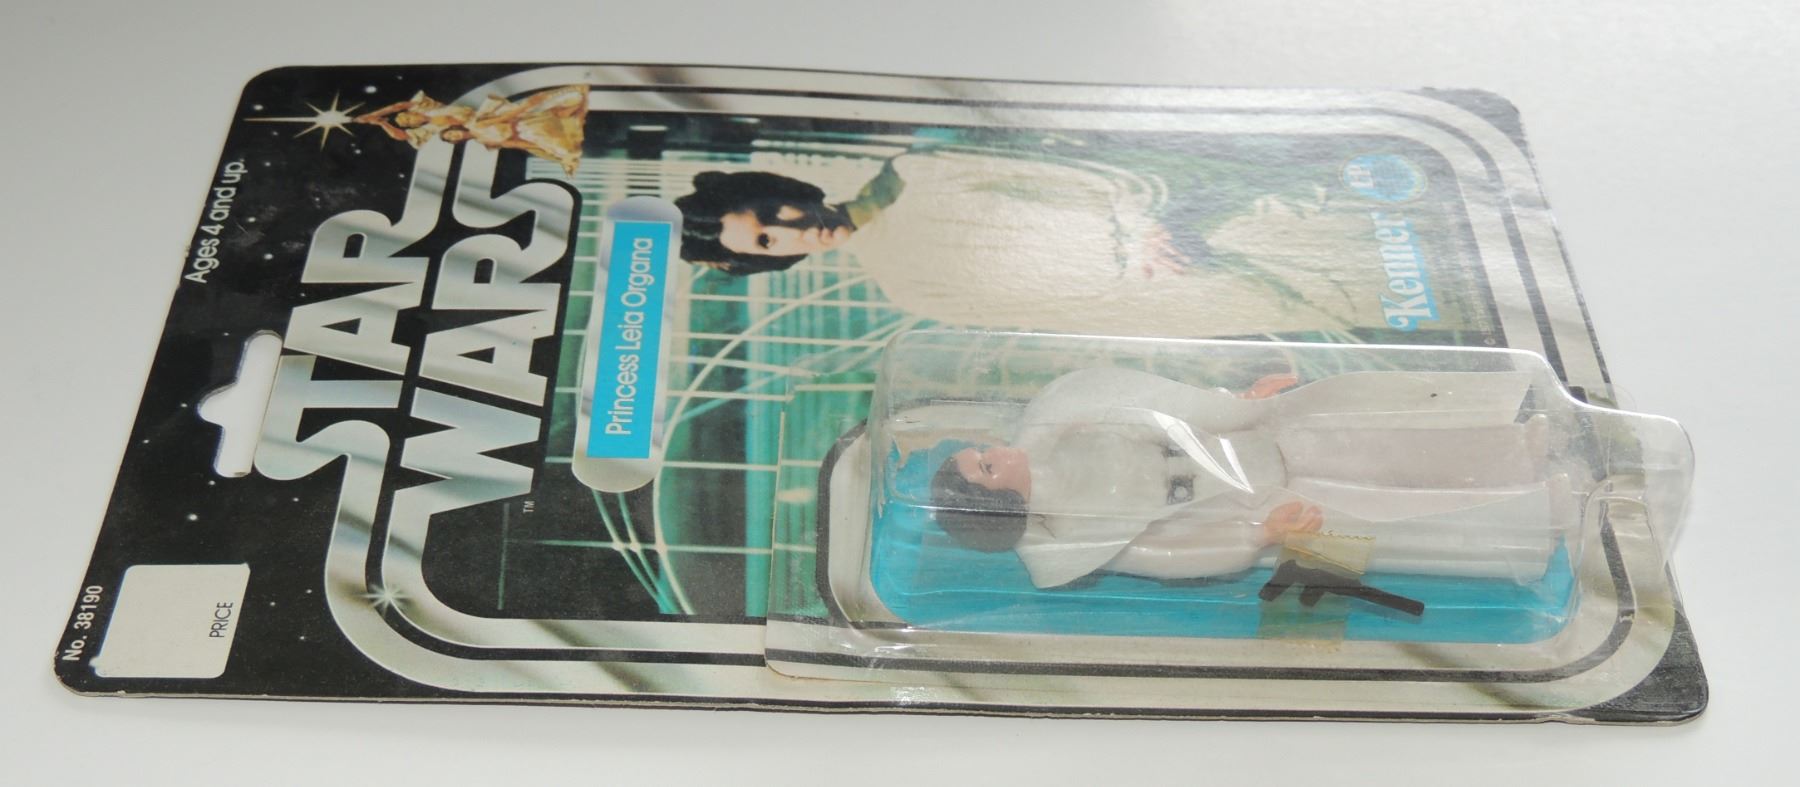 No. 38190
PRICE
Ages 4 and up.
STAR
WARS
TM
Princess Leia Organa
Kenner